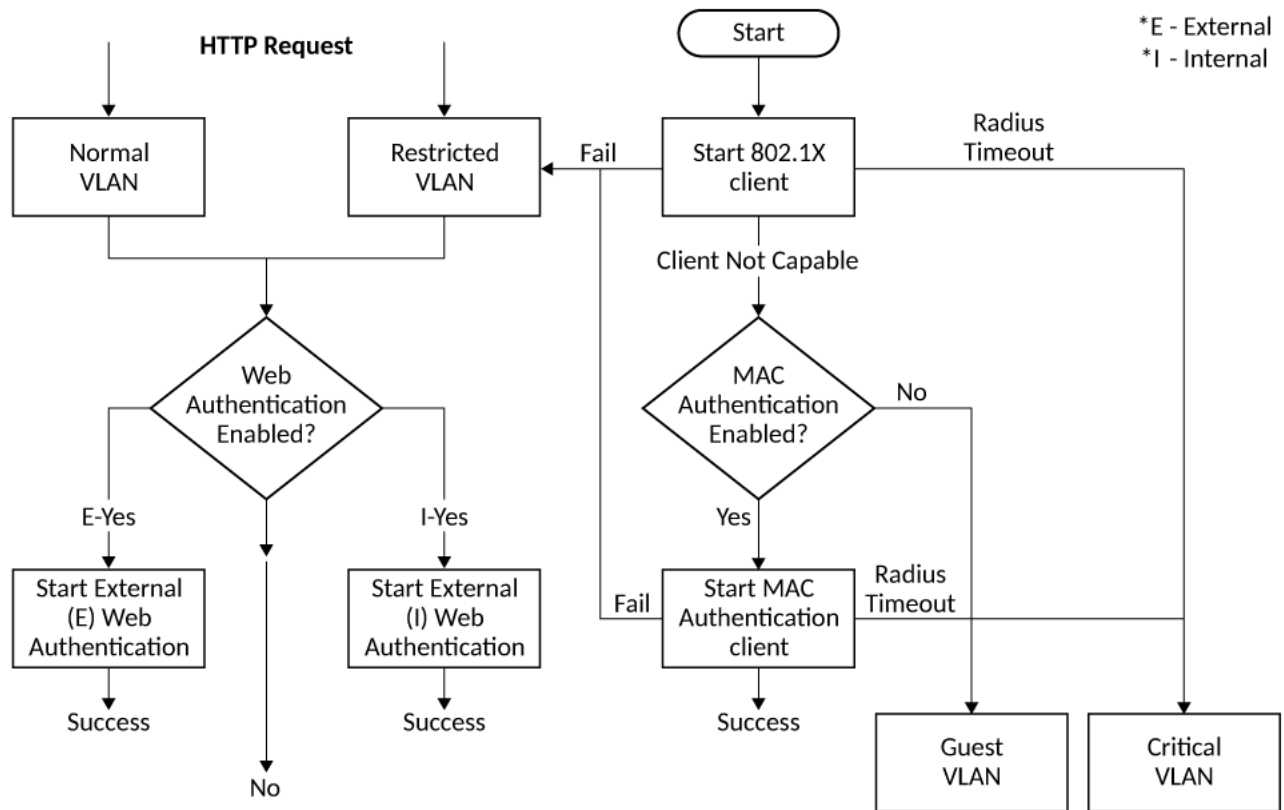 HTTP Request
Start
*E - External
*I - Internal
Normal
VLAN
Restricted
VLAN
Fail
Start 802.1X
client
Radius
Timeout
Client Not Capable
Web
Authentication
Enabled?
MAC
Authentication
Enabled?
No
E-Yes
I-Yes
Yes
Start External
(E) Web
Authentication
Start External
(I) Web
Authentication
Fail
Start MAC
Authentication
client
Radius
Timeout
Success
Success
Success
No
Guest
VLAN
Critical
VLAN